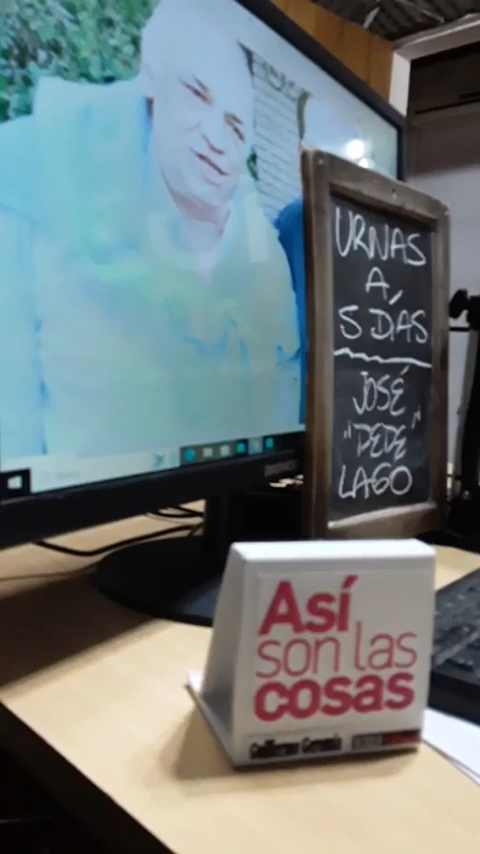 URNAS
A
5 DÍAS
JOSÉ
"PEPE"
LAGO
Así
son las
cosas